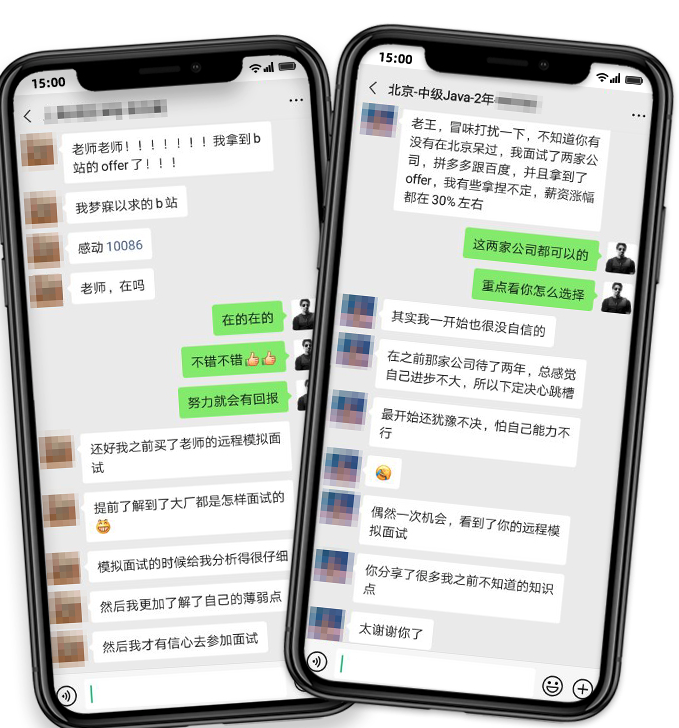 15:00
老师老师！！！！！！！我拿到b
站的 offer 了！！！
我梦寐以求的b站
感动 10086
老师，在吗
在的在的
不错不错👍👍
努力就会有回报
还好我之前买了老师的远程模拟面
试
提前了解到了大厂都是怎样面试的
😁
模拟面试的时候给我分析得很仔细
然后我更加了解了自己的薄弱点
然后我才有信心去参加面试
15:00
北京-中级Java-2年
老王，冒味打扰一下，不知道你有
没有在北京呆过，我面试了两家公
司，拼多多跟百度，并且拿到了
offer，我有些拿捏不定，薪资涨幅
都在 30% 左右
这两家公司都可以的
重点看你怎么选择
其实我一开始也很没自信的
在之前那家公司待了两年，总感觉
自己进步不大，所以下定决心跳槽
最开始还犹豫不决，怕自己能力不
行
偶然一次机会，看到了你的远程模
拟面试
你分享了很多我之前不知道的知识
点
太谢谢你了